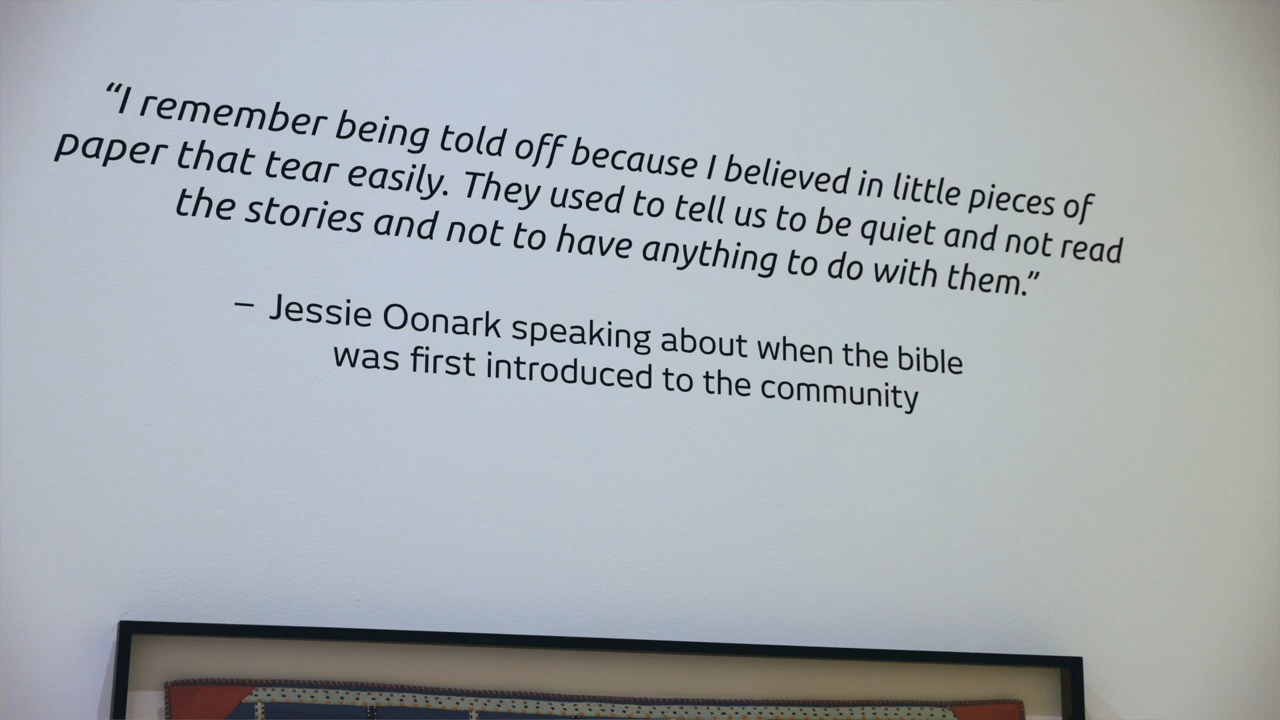 “I remember being told off because I believed in little pieces of
paper that tear easily. They used to tell us to be quiet and not read
the stories and not to have anything to do with them.”
– Jessie Oonark speaking about when the bible
was first introduced to the community